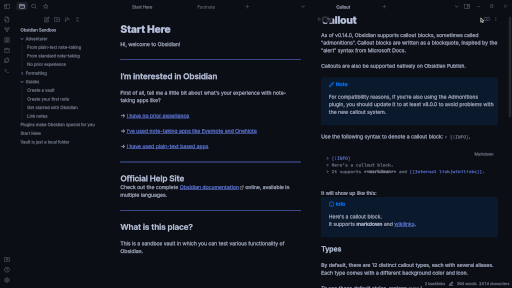 Start Here
Footnote
Callout
Obsidian Sandbox
Adventurer
From plain-text note-taking
From standard note-taking
No prior experience
Formatting
Guides
Create a vault
Create your first note
Get started with Obsidian
Link notes
Plugins make Obsidian special for you
Start Here
Vault is just a local folder
Start Here
Hi, welcome to Obsidian!
I'm interested in Obsidian
First of all, tell me a little bit about what's your experience with note-
taking apps like?
→ I have no prior experience
→ I've used note-taking apps like Evernote and OneNote
→ I have used plain-text based apps
Official Help Site
Check out the complete Obsidian documentation online, available in
multiple languages.
What is this place?
This is a sandbox vault in which you can test various functionality of
Obsidian.
Callout
As of v0.14.0, Obsidian supports callout blocks, sometimes called
"admonitions". Callout blocks are written as a blockquote, inspired by the
"alert" syntax from Microsoft Docs.
Callouts are also supported natively on Obsidian Publish.
Note
For compatibility reasons, if you're also using the Admonitions
plugin, you should update it to at least v8.0.0 to avoid problems with
the new callout syntax.
Use the following syntax to denote a callout block: > [!INFO].
Markdown
> [!INFO]
> Here's a callout block.
> It supports **markdown** and [[Internal link|wikilinks]].
It will show up like this:
Info
Here's a callout block.
It supports markdown and wikilinks.
Types
By default, there are 12 distinct callout types, each with several aliases.
Each type comes with a different background color and icon.